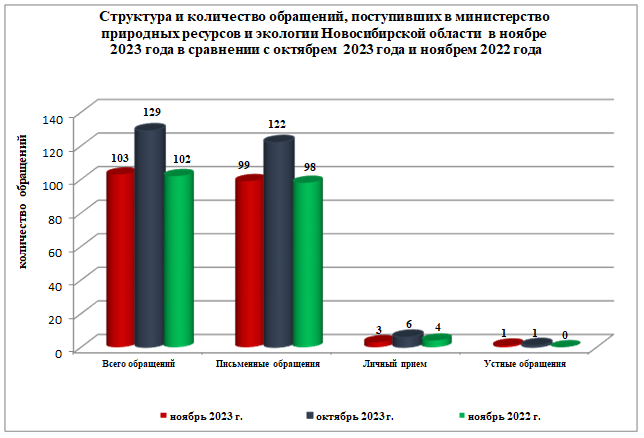 Структура и количество обращений, поступивших в министерство
природных ресурсов и экологии Новосибирской области в ноябре
2023 года в сравнении с октябрем 2023 года и ноябрем 2022 года
количество обращений
140
120
100
80
60
40
20
0
103
129
102
99
122
98
3
6
4
1
1
0
Всего обращений
Письменные обращения
Личный прием
Устные обращения
ноябрь 2023 г.
октябрь 2023 г.
ноябрь 2022 г.